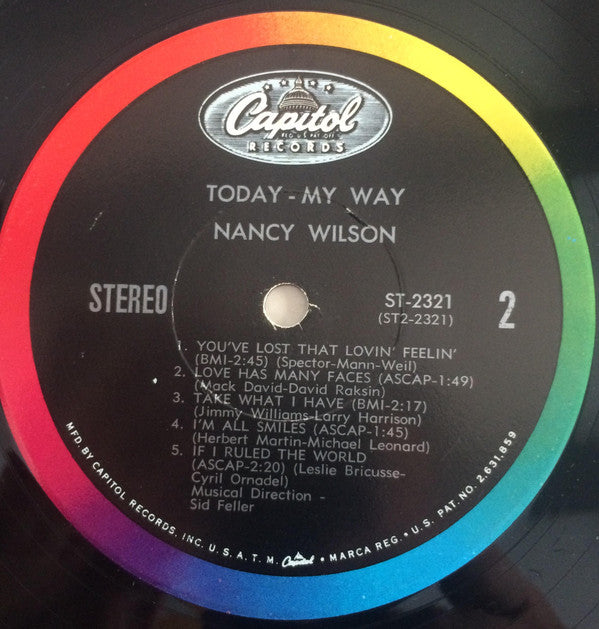 Capitol
REG. U.S. PAT. OFF.
RECORDS
TODAY - MY WAY
NANCY WILSON
STEREO
ST-2321
(ST2-2321)
2
1. YOU'VE LOST THAT LOVIN' FEELIN'
(BMI-2:45) (Spector-Mann-Weil)
2. LOVE HAS MANY FACES (ASCAP-1:49)
(Mack David-David Raksin)
3. TAKE WHAT I HAVE (BMI-2:17)
(Jimmy Williams-Larry Harrison)
4. I'M ALL SMILES (ASCAP-1:45)
(Herbert Martin-Michael Leonard)
5. IF I RULED THE WORLD
(ASCAP-2:20) (Leslie Bricusse-
Cyril Ornadel)
Musical Direction -
Sid Feller
MFD. BY CAPITOL RECORDS, INC. U.S.A. T.M. Capitol MARCA REG. • U.S. PAT. NO. 2,631,859